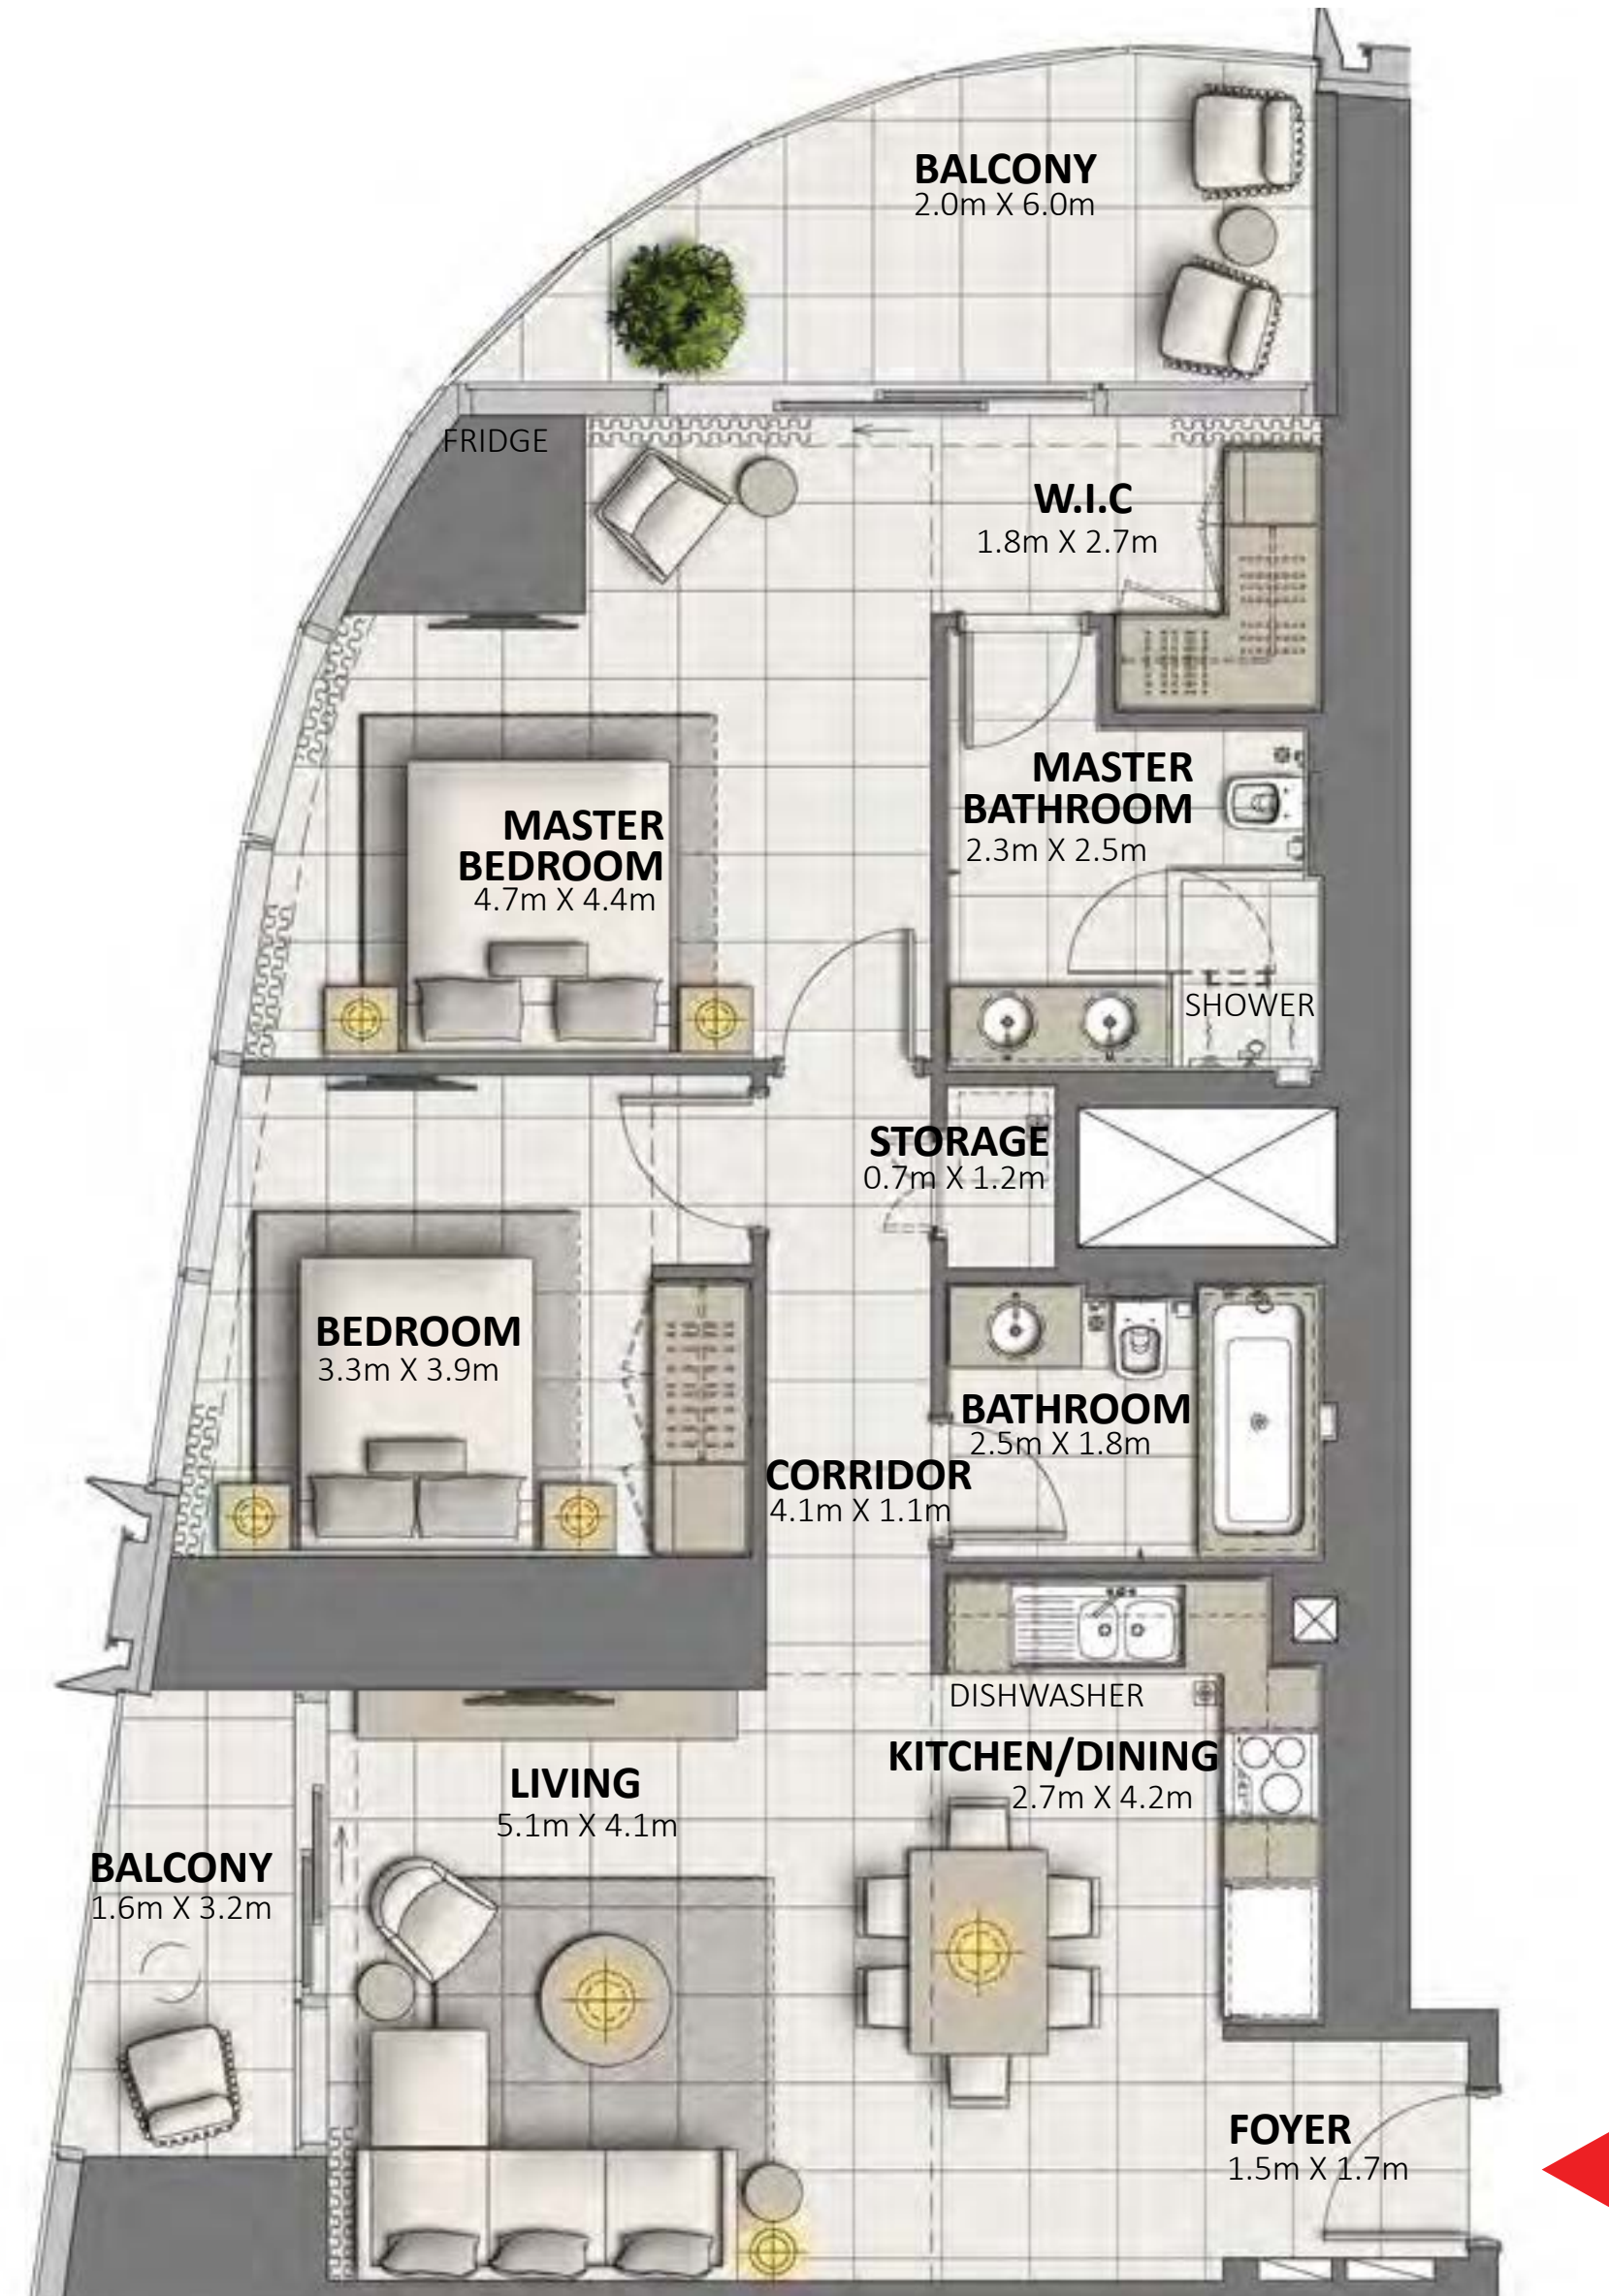 BALCONY
2.0m X 6.0m
FRIDGE
W.I.C
1.8m X 2.7m
MASTER
BATHROOM
2.3m X 2.5m
MASTER
BEDROOM
4.7m X 4.4m
SHOWER
STORAGE
0.7m X 1.2m
BEDROOM
3.3m X 3.9m
BATHROOM
2.5m X 1.8m
CORRIDOR
4.1m X 1.1m
DISHWASHER
KITCHEN/DINING
2.7m X 4.2m
LIVING
5.1m X 4.1m
BALCONY
1.6m X 3.2m
FOYER
1.5m X 1.7m